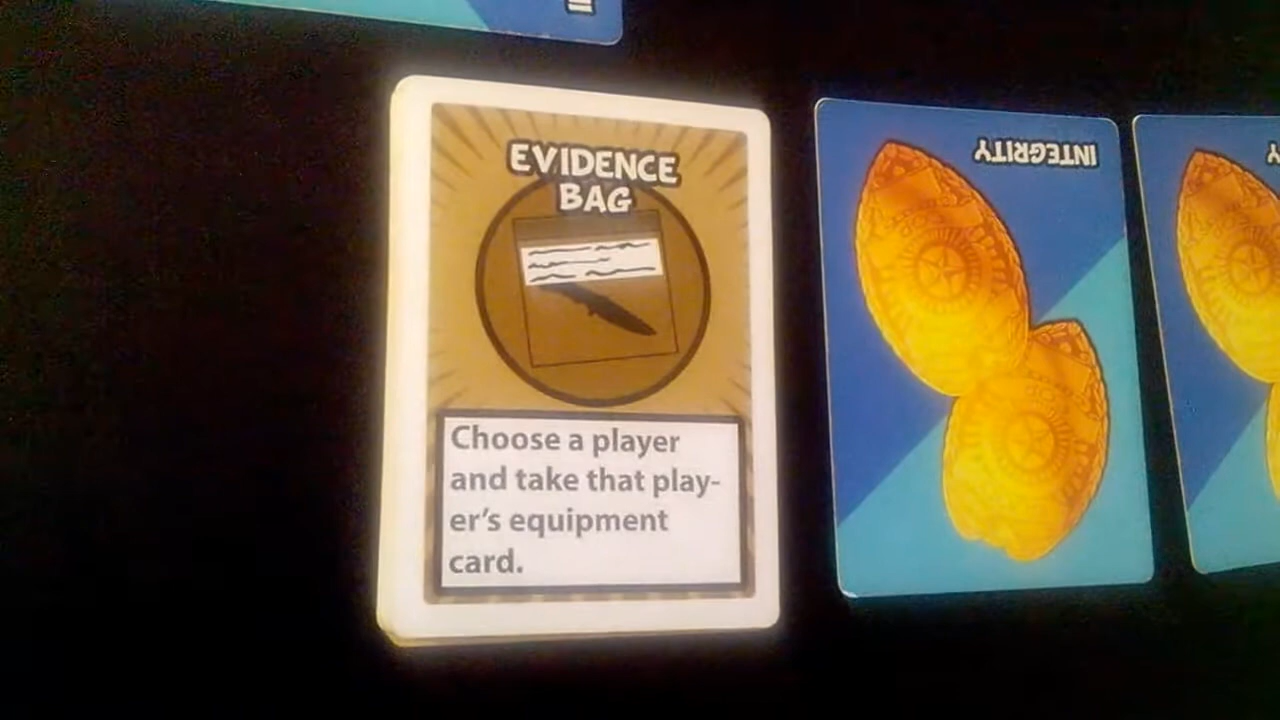 EVIDENCE
BAG
Choose a player
and take that play-
er's equipment
card.
INTEGRITY